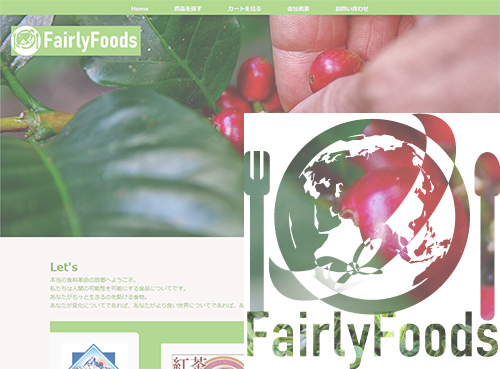 Home 商品を探す カートを見る 会社概要 お問い合わせ
FairlyFoods
Let's
本当の食料革命の故郷へようこそ。
私たちは人間の可能性を可能にする食品についてです。
あなたがもっと生きるのを助ける食物。
あなたが変化についてであれば、あなたがより良い世界についてであれば、あ
紅茶
FairlyFoods